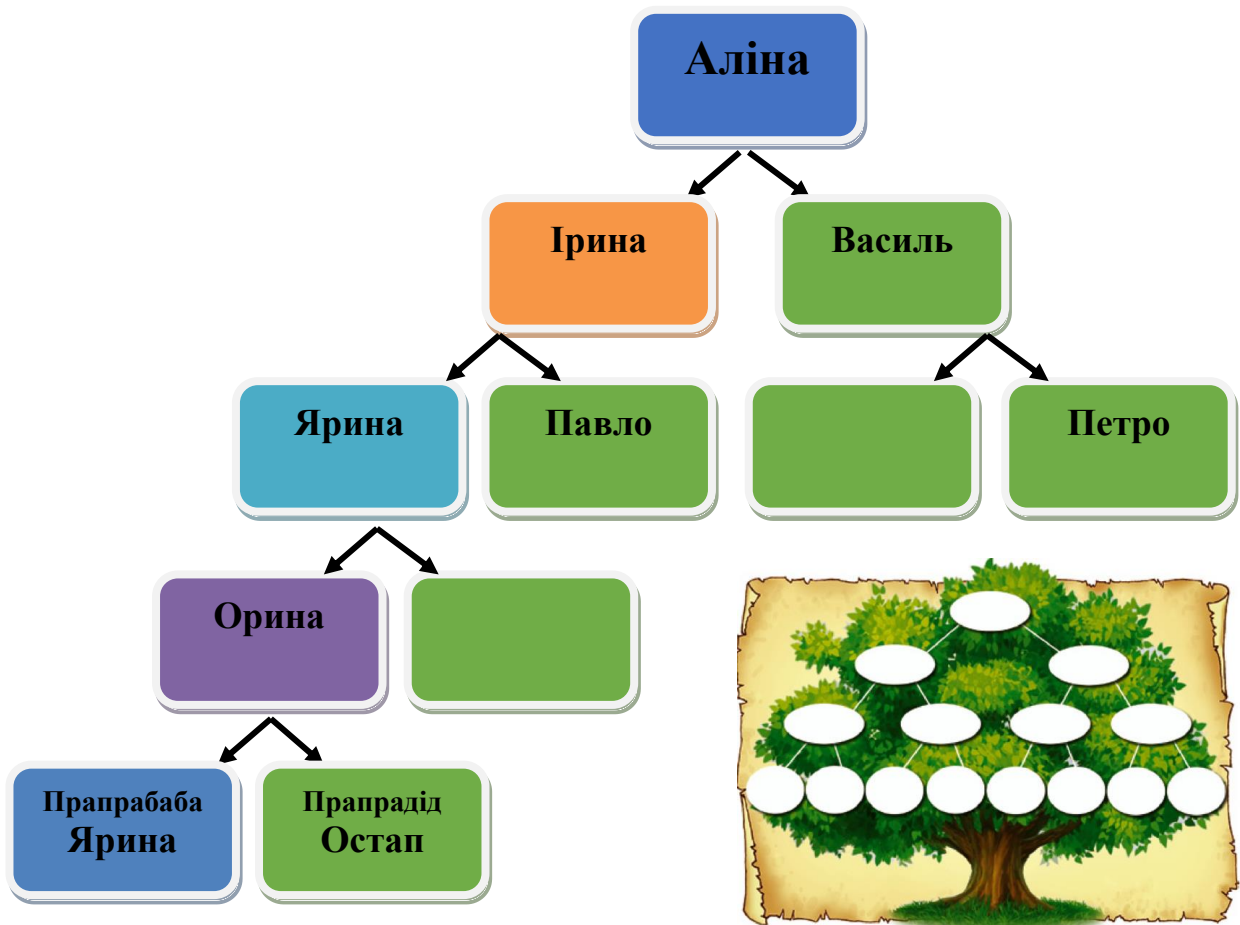 Аліна
Ірина
Василь
Ярина
Павло
Петро
Орина
Прапрабаба
Ярина
Прапрадід
Остап